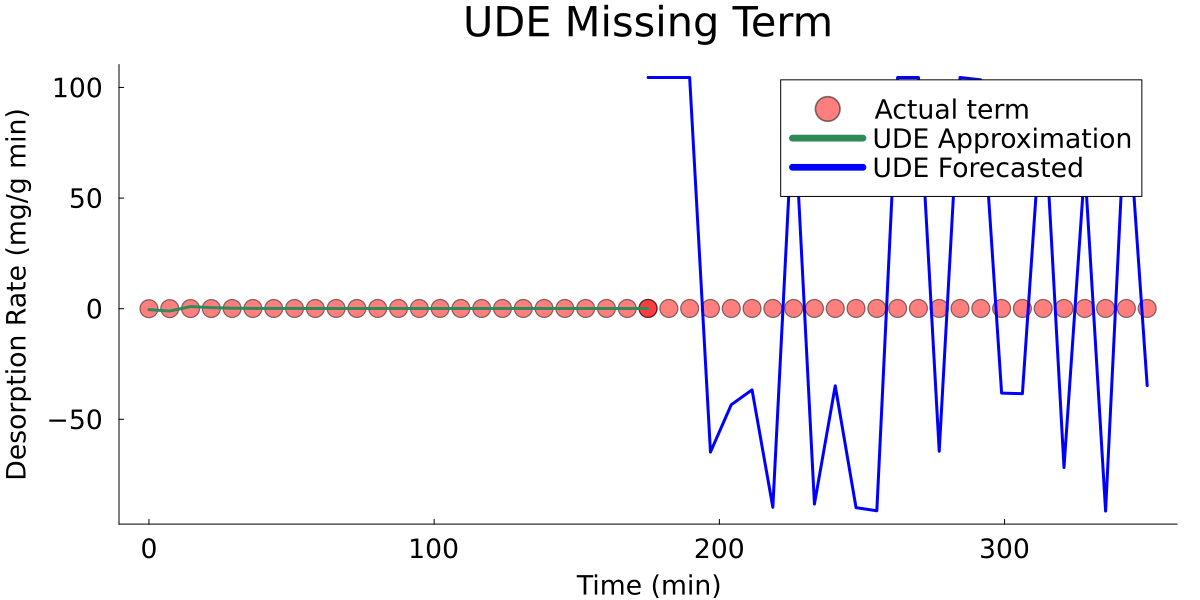 UDE Missing Term
Desorption Rate (mg/g min)
100
50
0
−50
Actual term
UDE Approximation
UDE Forecasted
0
100
200
300
Time (min)